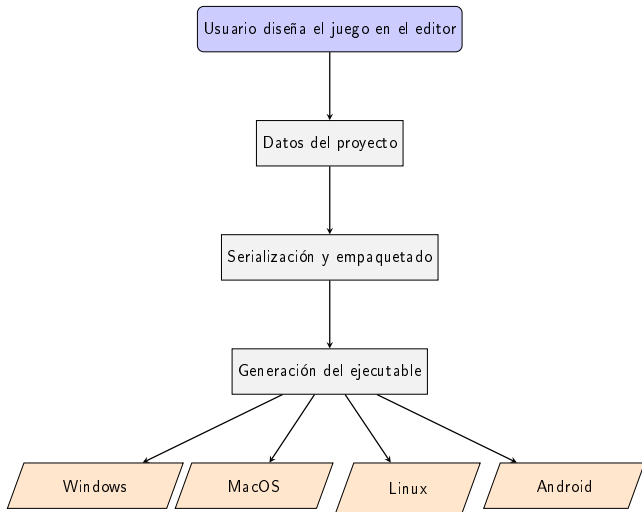 Usuario diseña el juego en el editor
Datos del proyecto
Serialización y empaquetado
Generación del ejecutable
Windows
MacOS
Linux
Android